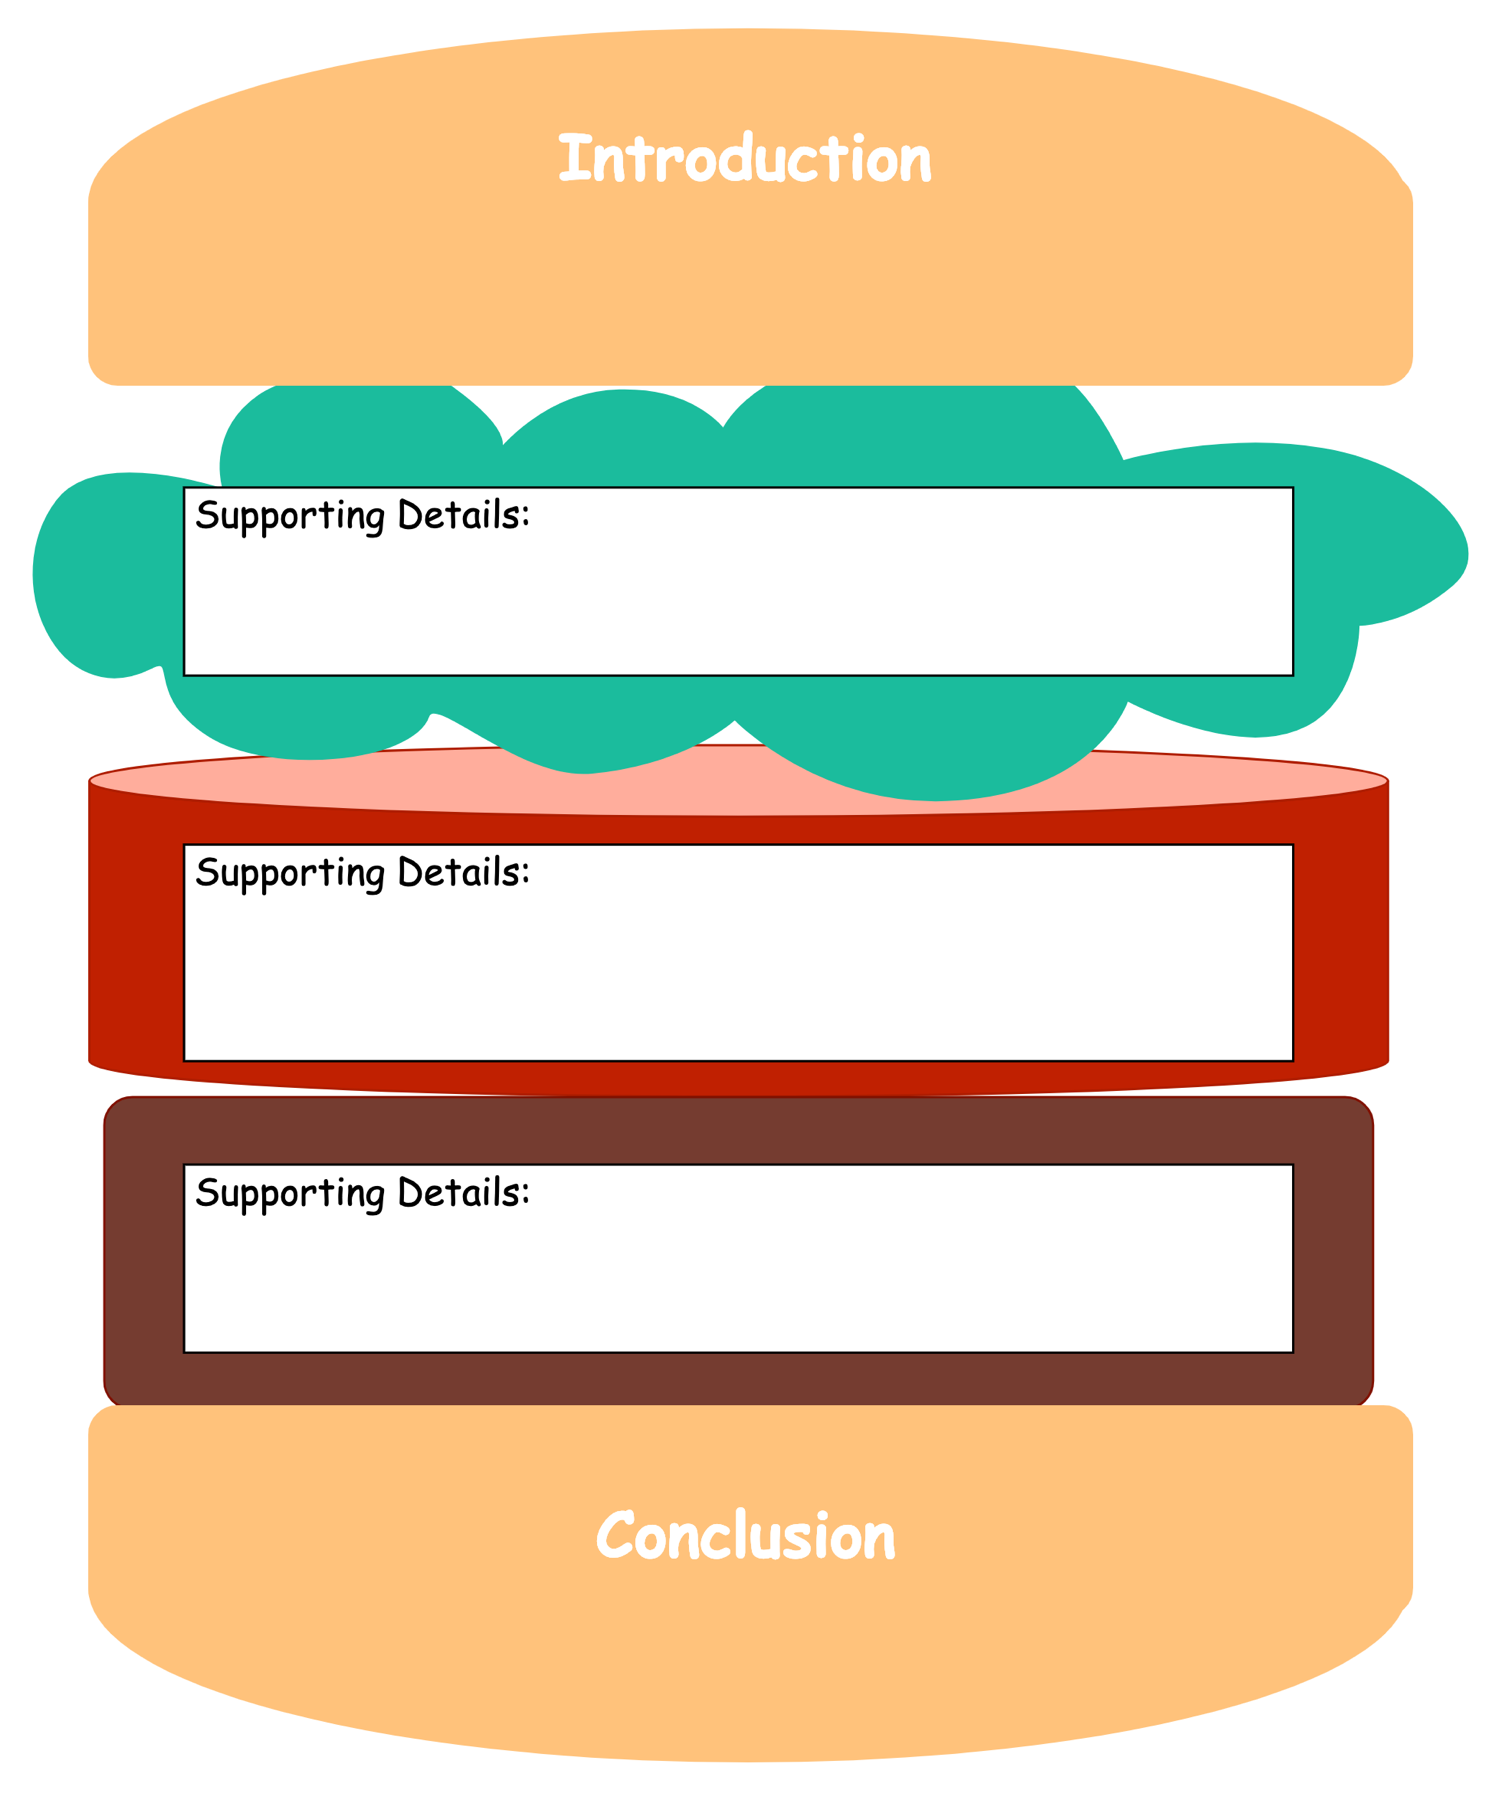 Introduction
Supporting Details:
Supporting Details:
Supporting Details:
Conclusion